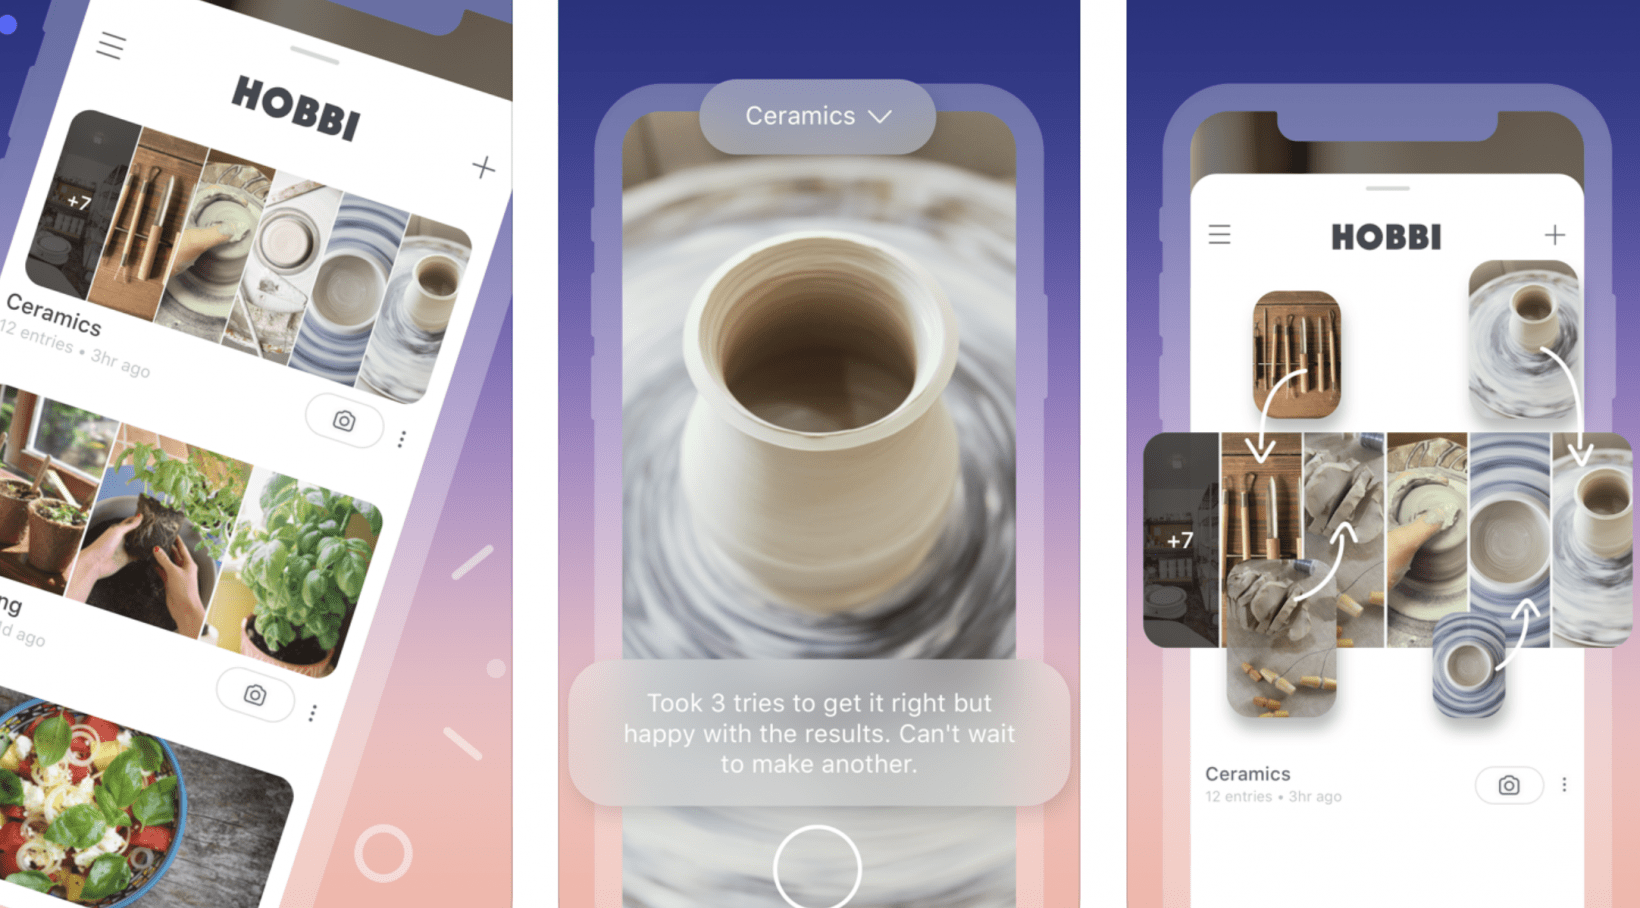 HOBBI
+7
Ceramics
12 entries • 3hr ago
ng
1d ago
Ceramics
Took 3 tries to get it right but
happy with the results. Can't wait
to make another.
HOBBI
+7
Ceramics
12 entries • 3hr ago